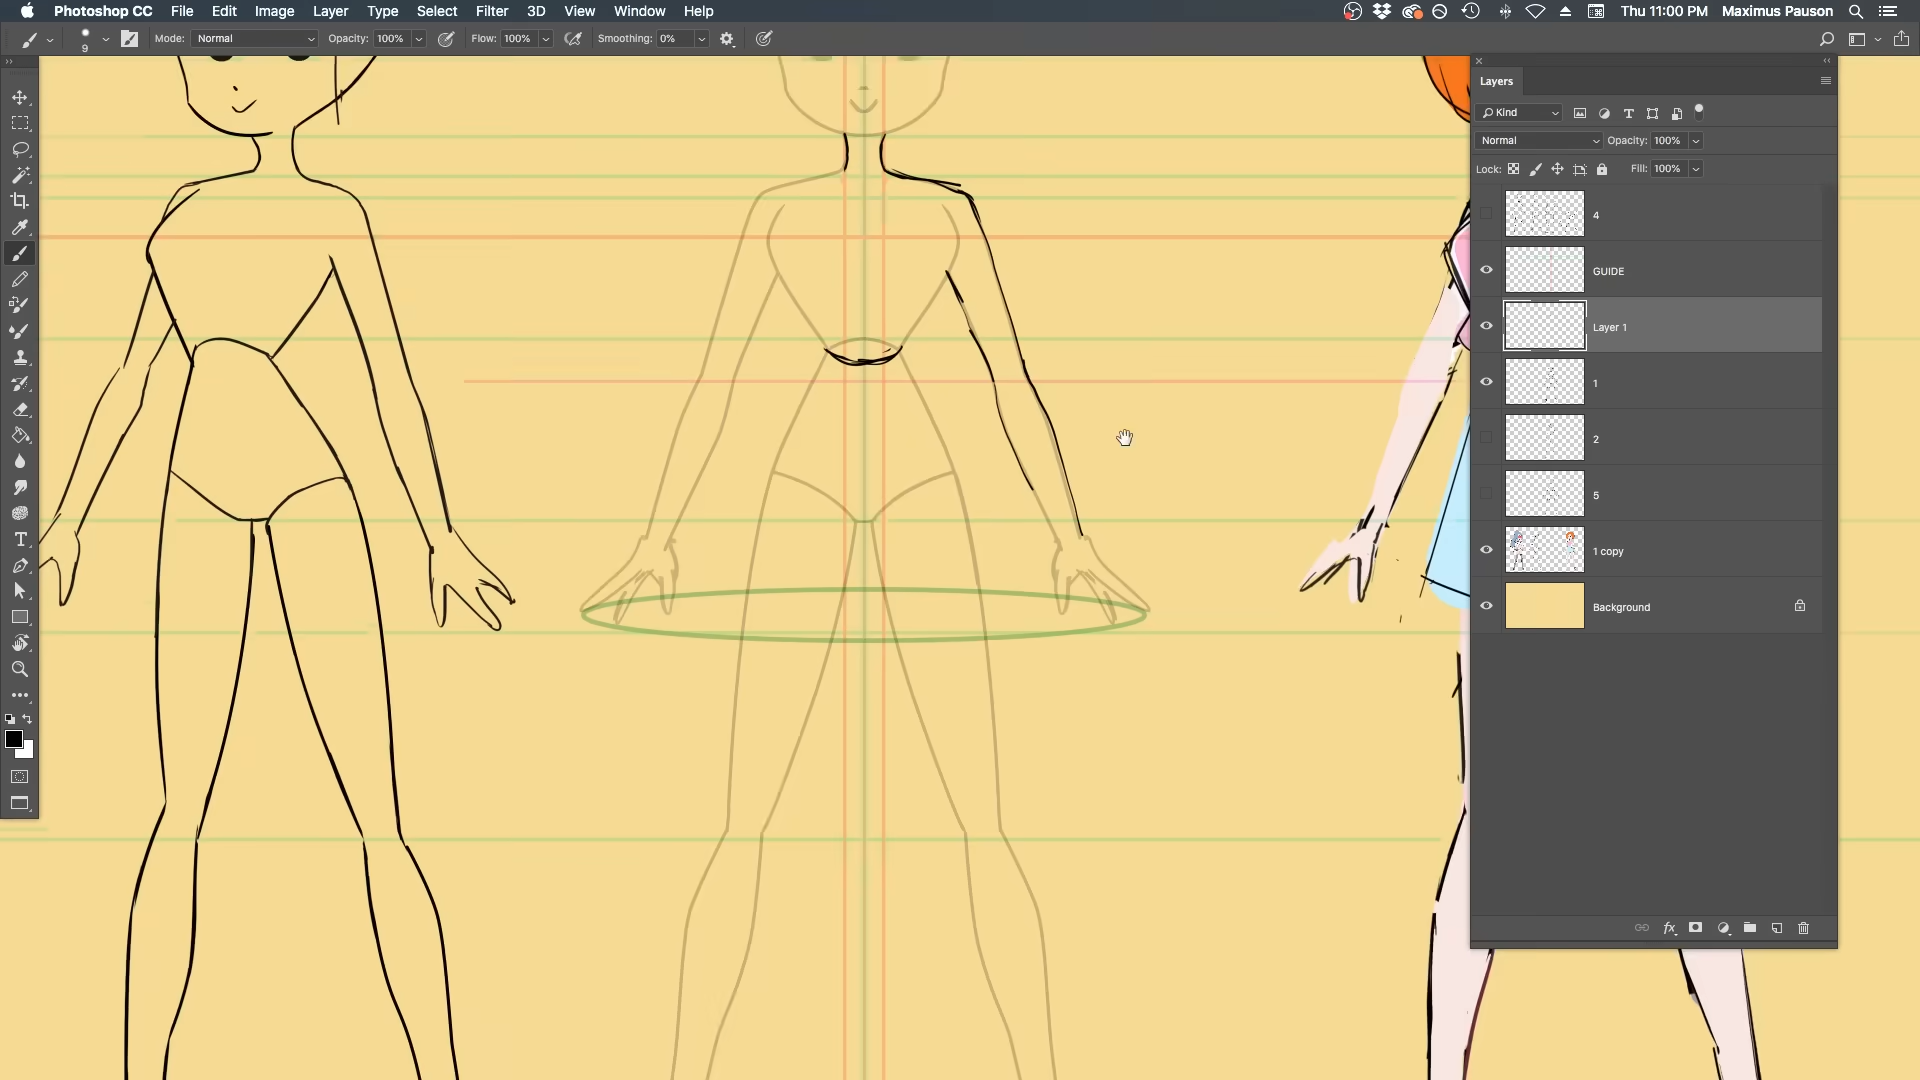 Photoshop CC File Edit Image Layer Type Select Filter 3D View Window Help Thu 11:00 PM Maximus Pauson
9 Mode: Normal Opacity: 100% Flow: 100% Smoothing: 0%
Layers
Kind
Normal Opacity: 100%
Lock: Fill: 100%
4
GUIDE
Layer 1
1
2
5
1 copy
Background
fx